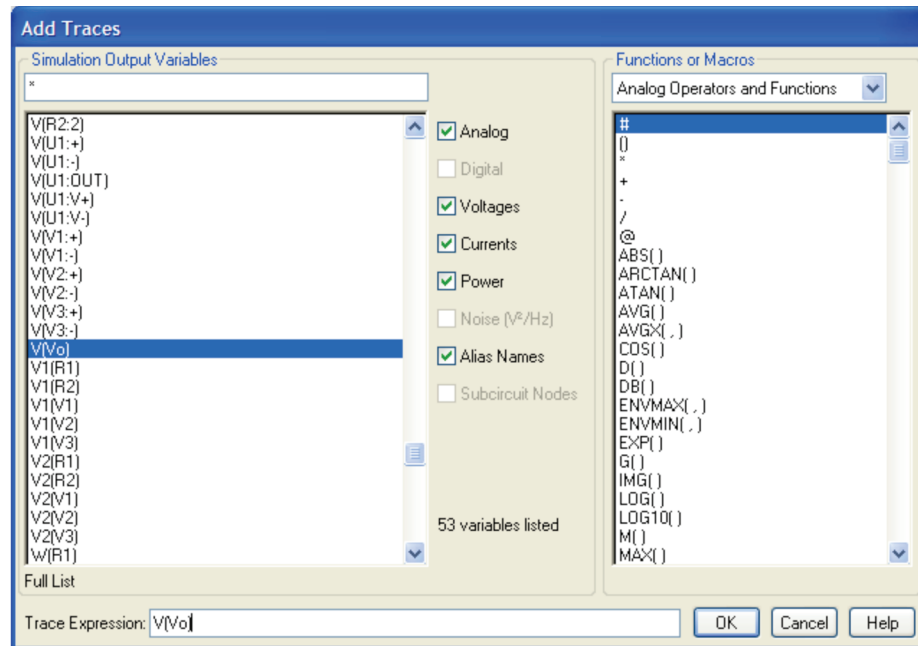 Add Traces
Simulation Output Variables
*
V(R2:2)
V(U1:+)
V(U1:-)
V(U1:OUT)
V(U1:V+)
V(U1:V-)
V(V1:+)
V(V1:-)
V(V2:+)
V(V2:-)
V(V3:+)
V(V3:-)
V(Vo)
V1(R1)
V1(R2)
V1(V1)
V1(V2)
V1(V3)
V2(R1)
V2(R2)
V2(V1)
V2(V2)
V2(V3)
W(R1)
Full List
Analog
Digital
Voltages
Currents
Power
Noise (V²/Hz)
Alias Names
Subcircuit Nodes
53 variables listed
Functions or Macros
Analog Operators and Functions
#
()
*
+
-
/
@
ABS( )
ARCTAN( )
ATAN( )
AVG( )
AVGX( , )
COS( )
D( )
DB( )
ENVMAX( , )
ENVMIN( , )
EXP( )
G( )
IMG( )
LOG( )
LOG10( )
M( )
MAX( )
Trace Expression: V(Vo)
OK Cancel Help